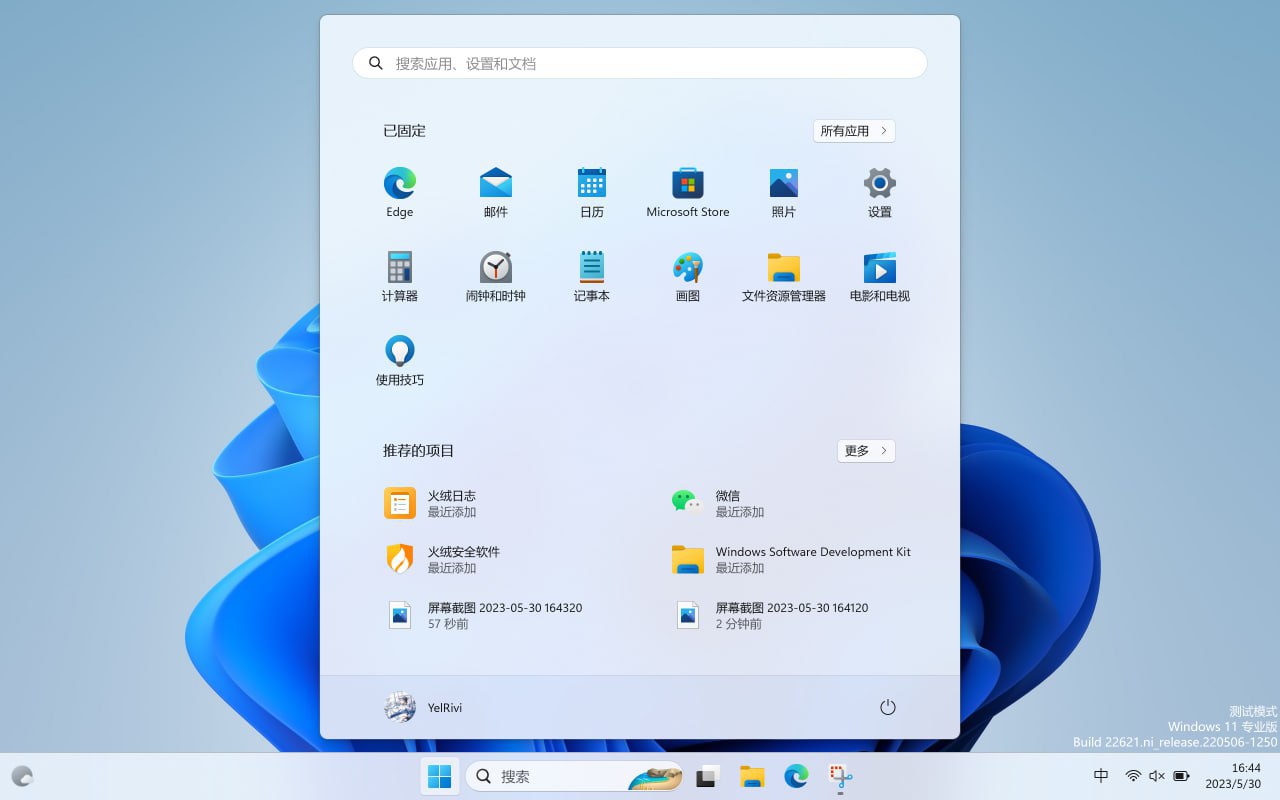 搜索应用、设置和文档
已固定
所有应用
Edge
邮件
日历
Microsoft Store
照片
设置
计算器
闹钟和时钟
记事本
画图
文件资源管理器
电影和电视
使用技巧
推荐的项目
更多
火绒日志
最近添加
微信
最近添加
火绒安全软件
最近添加
Windows Software Development Kit
最近添加
屏幕截图 2023-05-30 164320
57 秒前
屏幕截图 2023-05-30 164120
2 分钟前
YelRivi
测试模式
Windows 11 专业版
Build 22621.ni_release.220506-1250
搜索
中
16:44
2023/5/30